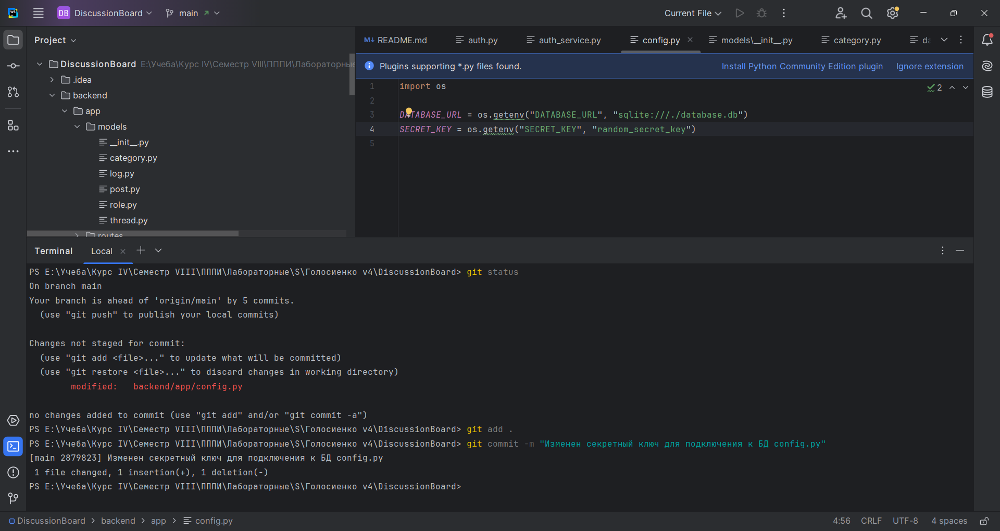 WS
DB DiscussionBoard main Current File
Project
README.md auth.py auth_service.py config.py models\__init__.py category.py
DiscussionBoard E:\Учеба\Курс IV\Семестр VIII\ПППИ\Лабораторные
Plugins supporting *.py files found. Install Python Community Edition plugin Ignore extension
.idea
backend
app
models
__init__.py
category.py
log.py
post.py
role.py
thread.py
routes
1 import os
2
3 DATABASE_URL = os.getenv("DATABASE_URL", "sqlite:///./database.db")
4 SECRET_KEY = os.getenv("SECRET_KEY", "random_secret_key")
5
2
Terminal Local
PS E:\Учеба\Курс IV\Семестр VIII\ПППИ\Лабораторные\S\Голосиенко v4\DiscussionBoard> git status
On branch main
Your branch is ahead of 'origin/main' by 5 commits.
(use "git push" to publish your local commits)
Changes not staged for commit:
(use "git add <file>..." to update what will be committed)
(use "git restore <file>..." to discard changes in working directory)
modified: backend/app/config.py
no changes added to commit (use "git add" and/or "git commit -a")
PS E:\Учеба\Курс IV\Семестр VIII\ПППИ\Лабораторные\S\Голосиенко v4\DiscussionBoard> git add .
PS E:\Учеба\Курс IV\Семестр VIII\ПППИ\Лабораторные\S\Голосиенко v4\DiscussionBoard> git commit -m "Изменен секретный ключ для подключения к БД config.py"
[main 2879823] Изменен секретный ключ для подключения к БД config.py
1 file changed, 1 insertion(+), 1 deletion(-)
PS E:\Учеба\Курс IV\Семестр VIII\ПППИ\Лабораторные\S\Голосиенко v4\DiscussionBoard>
DiscussionBoard > backend > app > config.py 4:56 CRLF UTF-8 4 spaces